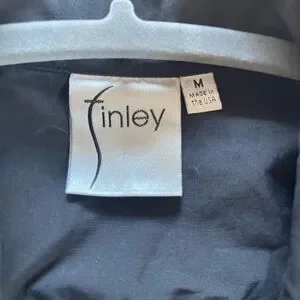 finley
M
MADE IN
the USA